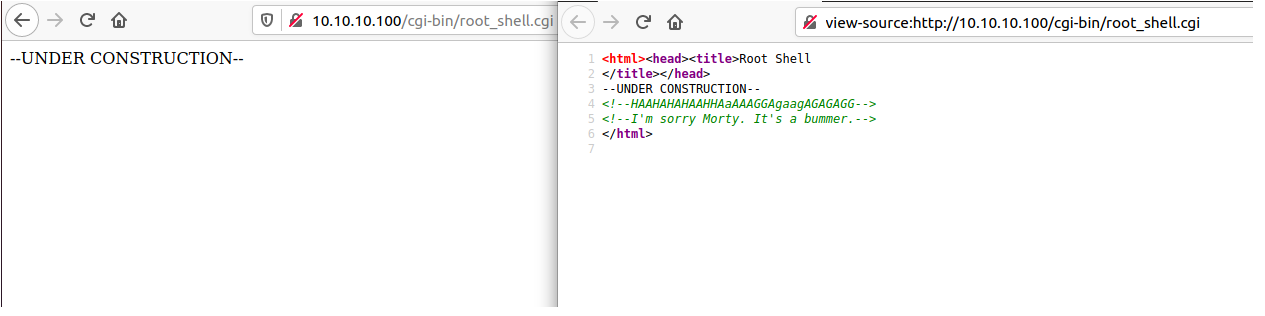 10.10.10.100/cgi-bin/root_shell.cgi
--UNDER CONSTRUCTION--
view-source:http://10.10.10.100/cgi-bin/root_shell.cgi
1 <html><head><title>Root Shell
2 </title></head>
3 --UNDER CONSTRUCTION--
4 <!--HAAHAHAHAAHHAaAAAGGAgaagAGAGAGG-->
5 <!--I'm sorry Morty. It's a bummer.-->
6 </html>
7